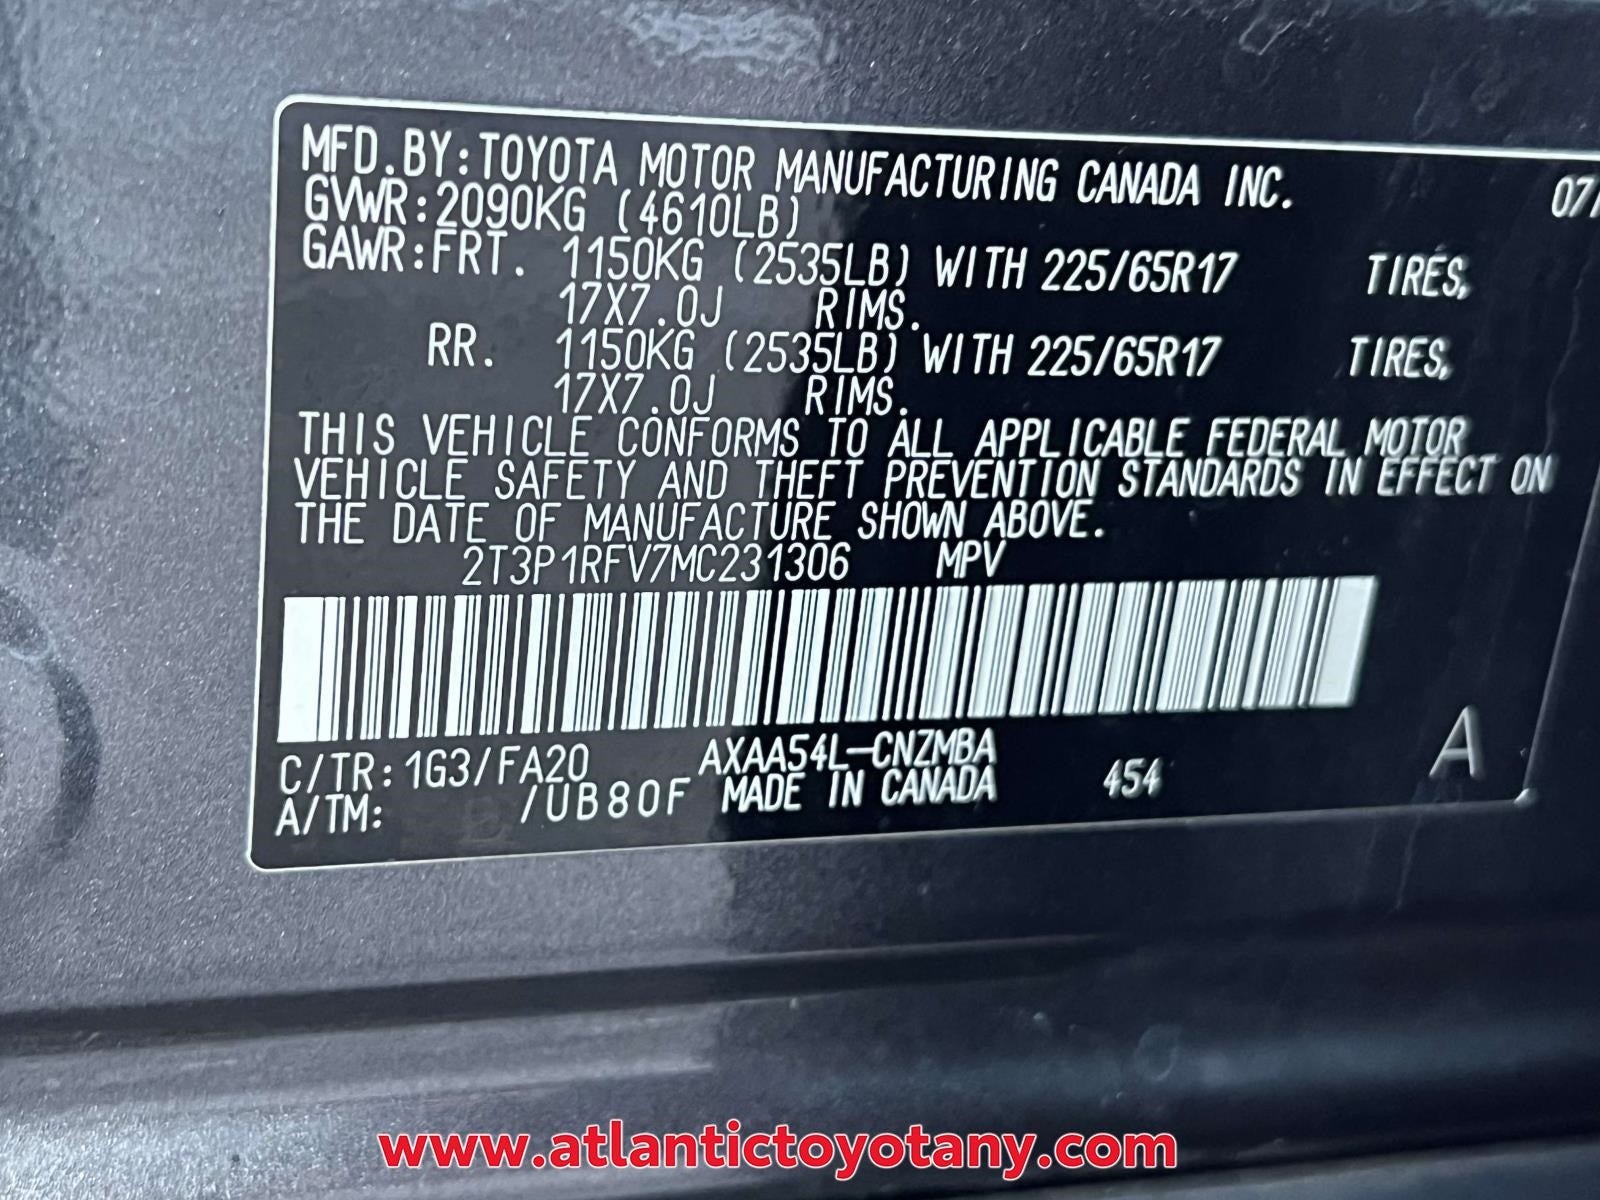 MFD.BY:TOYOTA MOTOR MANUFACTURING CANADA INC. 07/
GVWR:2090KG (4610LB)
GAWR:FRT. 1150KG (2535LB) WITH 225/65R17 TIRES,
17X7.0J RIMS.
RR. 1150KG (2535LB) WITH 225/65R17 TIRES,
17X7.0J RIMS.
THIS VEHICLE CONFORMS TO ALL APPLICABLE FEDERAL MOTOR
VEHICLE SAFETY AND THEFT PREVENTION STANDARDS IN EFFECT ON
THE DATE OF MANUFACTURE SHOWN ABOVE.
2T3P1RFV7MC231306 MPV
C/TR:1G3/FA20 AXAA54L-CNZMBA 454 A
A/TM: /UB80F MADE IN CANADA
www.atlantictoyotany.com